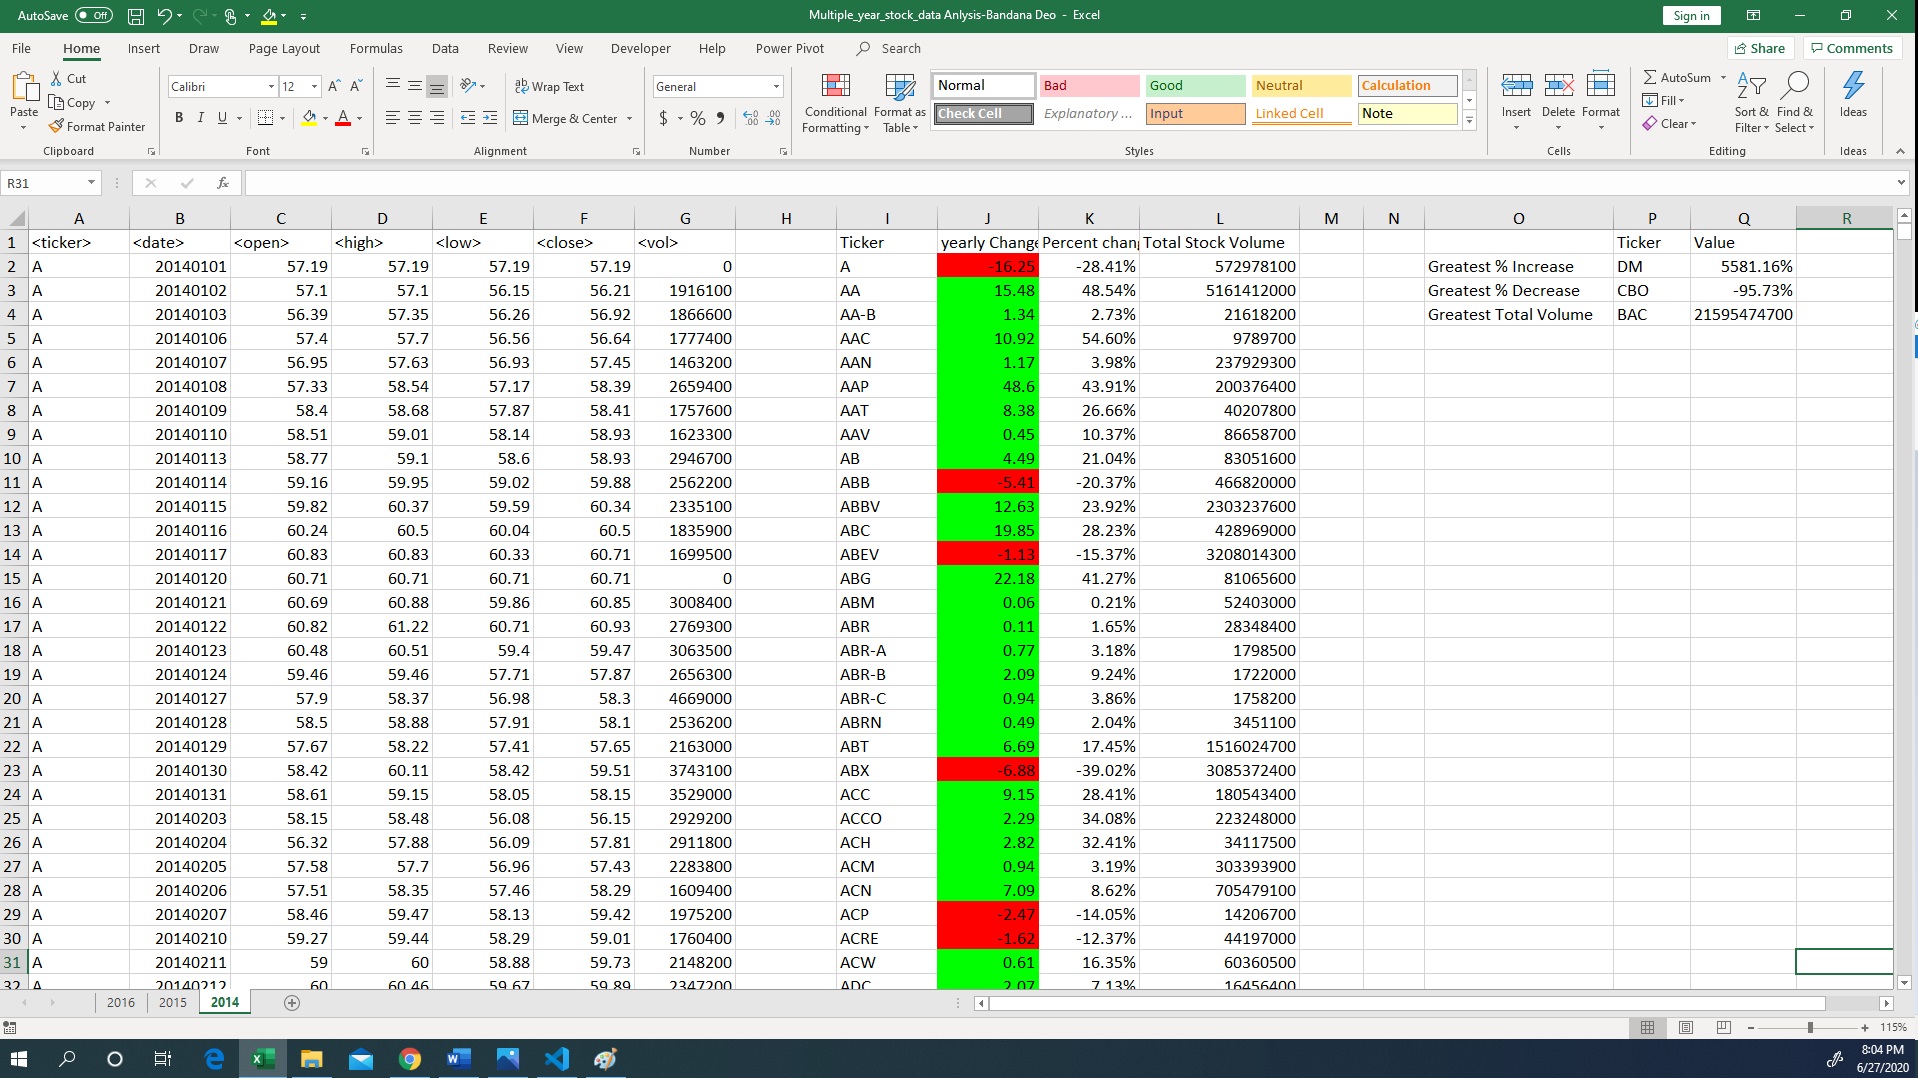 AutoSave Off Multiple_year_stock_data Anlysis-Bandana Deo - Excel Sign in
File Home Insert Draw Page Layout Formulas Data Review View Developer Help Power Pivot Search Share Comments
Paste Cut Copy Format Painter Clipboard
Calibri 12 B I U A Font
Wrap Text Merge & Center Alignment
General $ % Number
Conditional Formatting Format as Table
Normal Bad Good Neutral Calculation
Check Cell Explanatory ... Input Linked Cell Note
Styles
Insert Delete Format Cells
AutoSum Fill Clear Sort & Filter Find & Select Editing
Ideas Ideas
R31 fx
A B C D E F G H I J K L M N O P Q R
1 <ticker> <date> <open> <high> <low> <close> <vol> Ticker yearly Change Percent chang Total Stock Volume Ticker Value
2 A 20140101 57.19 57.19 57.19 57.19 0 A -16.25 -28.41% 572978100 Greatest % Increase DM 5581.16%
3 A 20140102 57.1 57.1 56.15 56.21 1916100 AA 15.48 48.54% 5161412000 Greatest % Decrease CBO -95.73%
4 A 20140103 56.39 57.35 56.26 56.92 1866600 AA-B 1.34 2.73% 21618200 Greatest Total Volume BAC 21595474700
5 A 20140106 57.4 57.7 56.56 56.64 1777400 AAC 10.92 54.60% 9789700
6 A 20140107 56.95 57.63 56.93 57.45 1463200 AAN 1.17 3.98% 237929300
7 A 20140108 57.33 58.54 57.17 58.39 2659400 AAP 48.6 43.91% 200376400
8 A 20140109 58.4 58.68 57.87 58.41 1757600 AAT 8.38 26.66% 40207800
9 A 20140110 58.51 59.01 58.14 58.93 1623300 AAV 0.45 10.37% 86658700
10 A 20140113 58.77 59.1 58.6 58.93 2946700 AB 4.49 21.04% 83051600
11 A 20140114 59.16 59.95 59.02 59.88 2562200 ABB -5.41 -20.37% 466820000
12 A 20140115 59.82 60.37 59.59 60.34 2335100 ABBV 12.63 23.92% 2303237600
13 A 20140116 60.24 60.5 60.04 60.5 1835900 ABC 19.85 28.23% 428969000
14 A 20140117 60.83 60.83 60.33 60.71 1699500 ABEV -1.13 -15.37% 3208014300
15 A 20140120 60.71 60.71 60.71 60.71 0 ABG 22.18 41.27% 81065600
16 A 20140121 60.69 60.88 59.86 60.85 3008400 ABM 0.06 0.21% 52403000
17 A 20140122 60.82 61.22 60.71 60.93 2769300 ABR 0.11 1.65% 28348400
18 A 20140123 60.48 60.51 59.4 59.47 3063500 ABR-A 0.77 3.18% 1798500
19 A 20140124 59.46 59.46 57.71 57.87 2656300 ABR-B 2.09 9.24% 1722000
20 A 20140127 57.9 58.37 56.98 58.3 4669000 ABR-C 0.94 3.86% 1758200
21 A 20140128 58.5 58.88 57.91 58.1 2536200 ABRN 0.49 2.04% 3451100
22 A 20140129 57.67 58.22 57.41 57.65 2163000 ABT 6.69 17.45% 1516024700
23 A 20140130 58.42 60.11 58.42 59.51 3743100 ABX -6.88 -39.02% 3085372400
24 A 20140131 58.61 59.15 58.05 58.15 3529000 ACC 9.15 28.41% 180543400
25 A 20140203 58.15 58.48 56.08 56.15 2929200 ACCO 2.29 34.08% 223248000
26 A 20140204 56.32 57.88 56.09 57.81 2911800 ACH 2.82 32.41% 34117500
27 A 20140205 57.58 57.7 56.96 57.43 2283800 ACM 0.94 3.19% 303393900
28 A 20140206 57.51 58.35 57.46 58.29 1609400 ACN 7.09 8.62% 705479100
29 A 20140207 58.46 59.47 58.13 59.42 1975200 ACP -2.47 -14.05% 14206700
30 A 20140210 59.27 59.44 58.29 59.01 1760400 ACRE -1.62 -12.37% 44197000
31 A 20140211 59 60 58.88 59.73 2148200 ACW 0.61 16.35% 60360500
32 A 20140212 60 60.46 59.67 59.89 2347200 ADC 2.07 7.13% 16456400
2016 2015 2014
115%
8:04 PM
6/27/2020